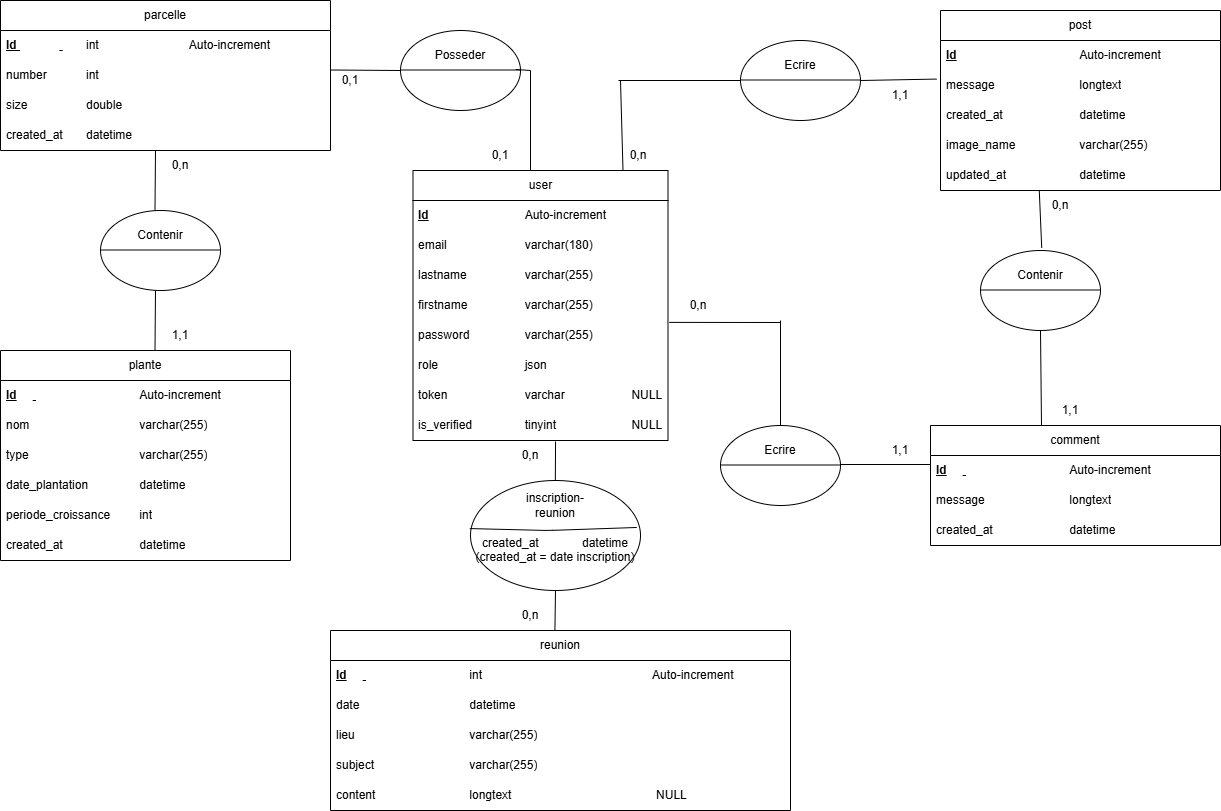 parcelle
Id _ int Auto-increment
number int
size double
created_at datetime
0,1
Posseder
0,1
Ecrire
1,1
0,n
post
Id Auto-increment
message longtext
created_at datetime
image_name varchar(255)
updated_at datetime
0,n
Contenir
1,1
plante
Id _ Auto-increment
nom varchar(255)
type varchar(255)
date_plantation datetime
periode_croissance int
created_at datetime
user
Id Auto-increment
email varchar(180)
lastname varchar(255)
firstname varchar(255)
password varchar(255)
role json
token varchar NULL
is_verified tinyint NULL
0,n
Ecrire
1,1
0,n
Contenir
1,1
comment
Id _ Auto-increment
message longtext
created_at datetime
0,n
inscription-
reunion
created_at datetime
(created_at = date inscription)
0,n
reunion
Id _ int Auto-increment
date datetime
lieu varchar(255)
subject varchar(255)
content longtext NULL